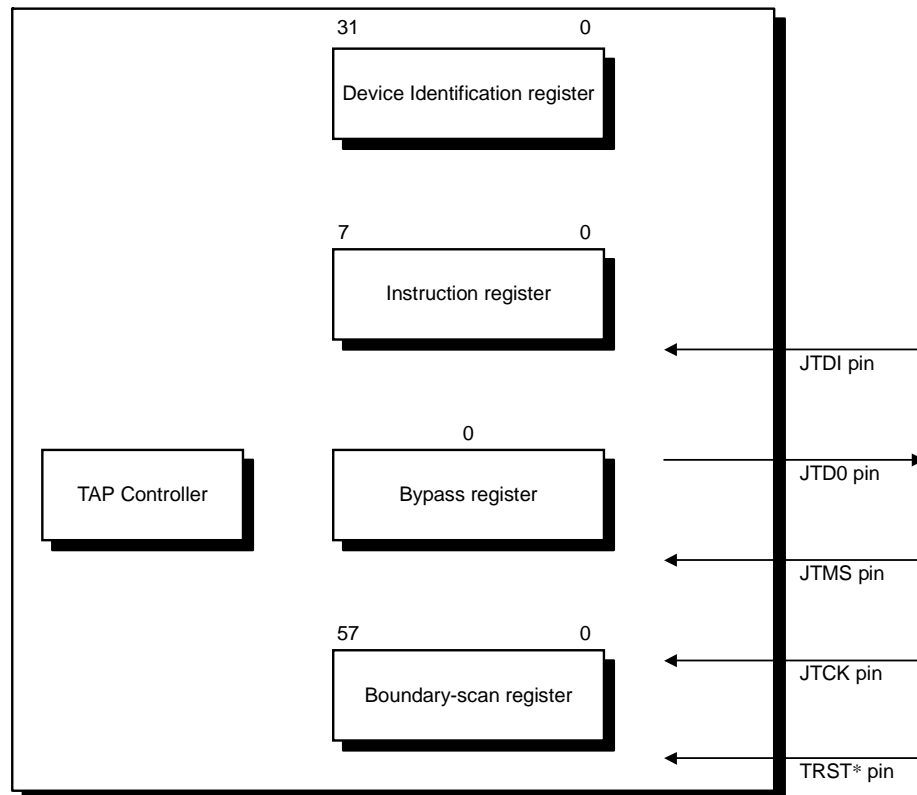 31 0
Device Identification register
7 0
Instruction register
JTDI pin
0
TAP Controller
Bypass register
JTD0 pin
JTMS pin
57 0
Boundary-scan register
JTCK pin
TRST* pin